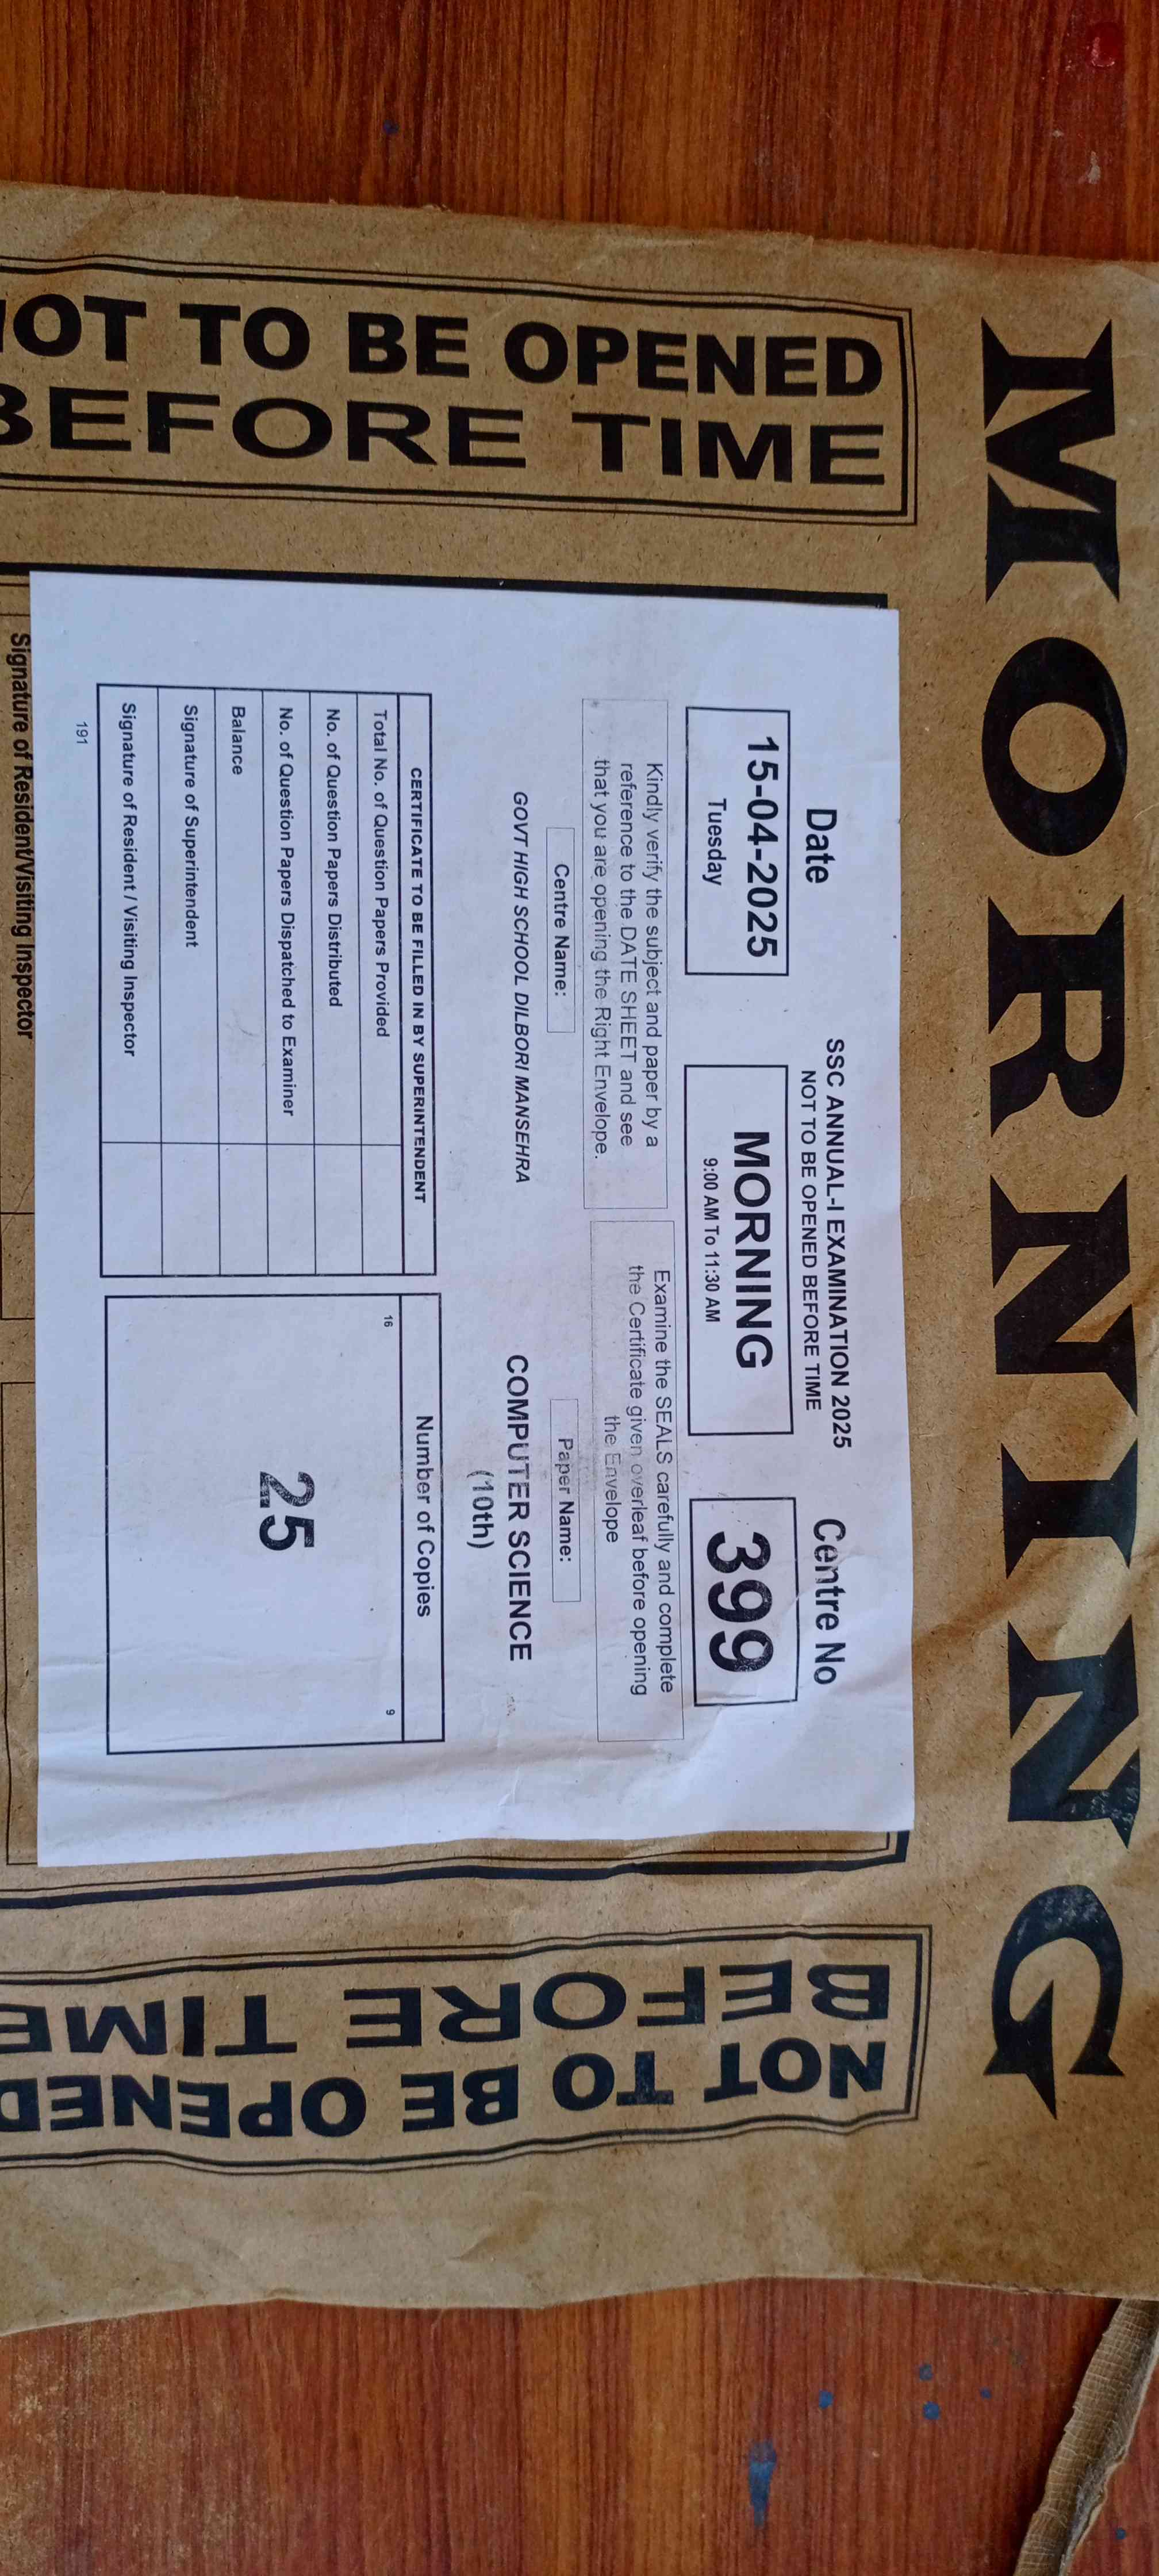 MORNING
NOT TO BE OPENED
BEFORE TIME
SSC ANNUAL-I EXAMINATION 2025
NOT TO BE OPENED BEFORE TIME
Date
15-04-2025
Tuesday
MORNING
9:00 AM To 11:30 AM
Centre No
399
Kindly verify the subject and paper by a
reference to the DATE SHEET and see
that you are opening the Right Envelope.
Examine the SEALS carefully and complete
the Certificate given overleaf before opening
the Envelope
Centre Name:
GOVT HIGH SCHOOL DILBORI MANSEHRA
Paper Name:
COMPUTER SCIENCE
(10th)
CERTIFICATE TO BE FILLED IN BY SUPERINTENDENT
Total No. of Question Papers Provided
No. of Question Papers Distributed
No. of Question Papers Dispatched to Examiner
Balance
Signature of Superintendent
Signature of Resident / Visiting Inspector
Number of Copies
16
9
25
191
Signature of Resident/Visiting Inspector
NOT TO BE OPENED
BEFORE TIME